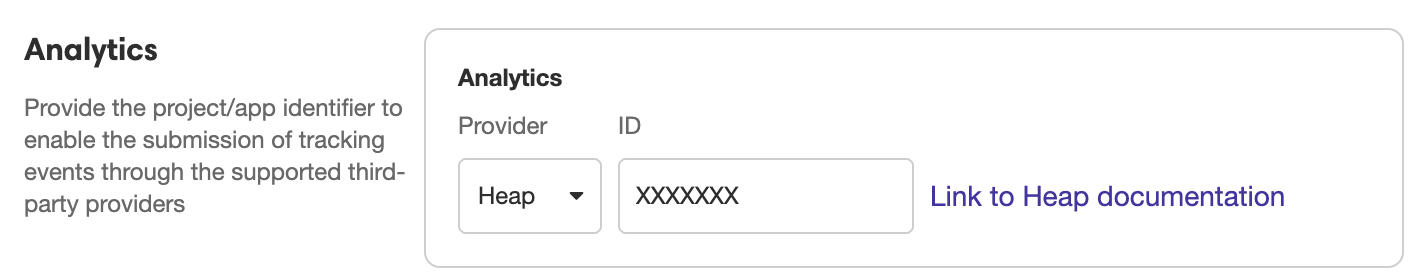 Analytics
Provide the project/app identifier to
enable the submission of tracking
events through the supported third-
party providers
Analytics
Provider ID
Heap XXXXXXX Link to Heap documentation